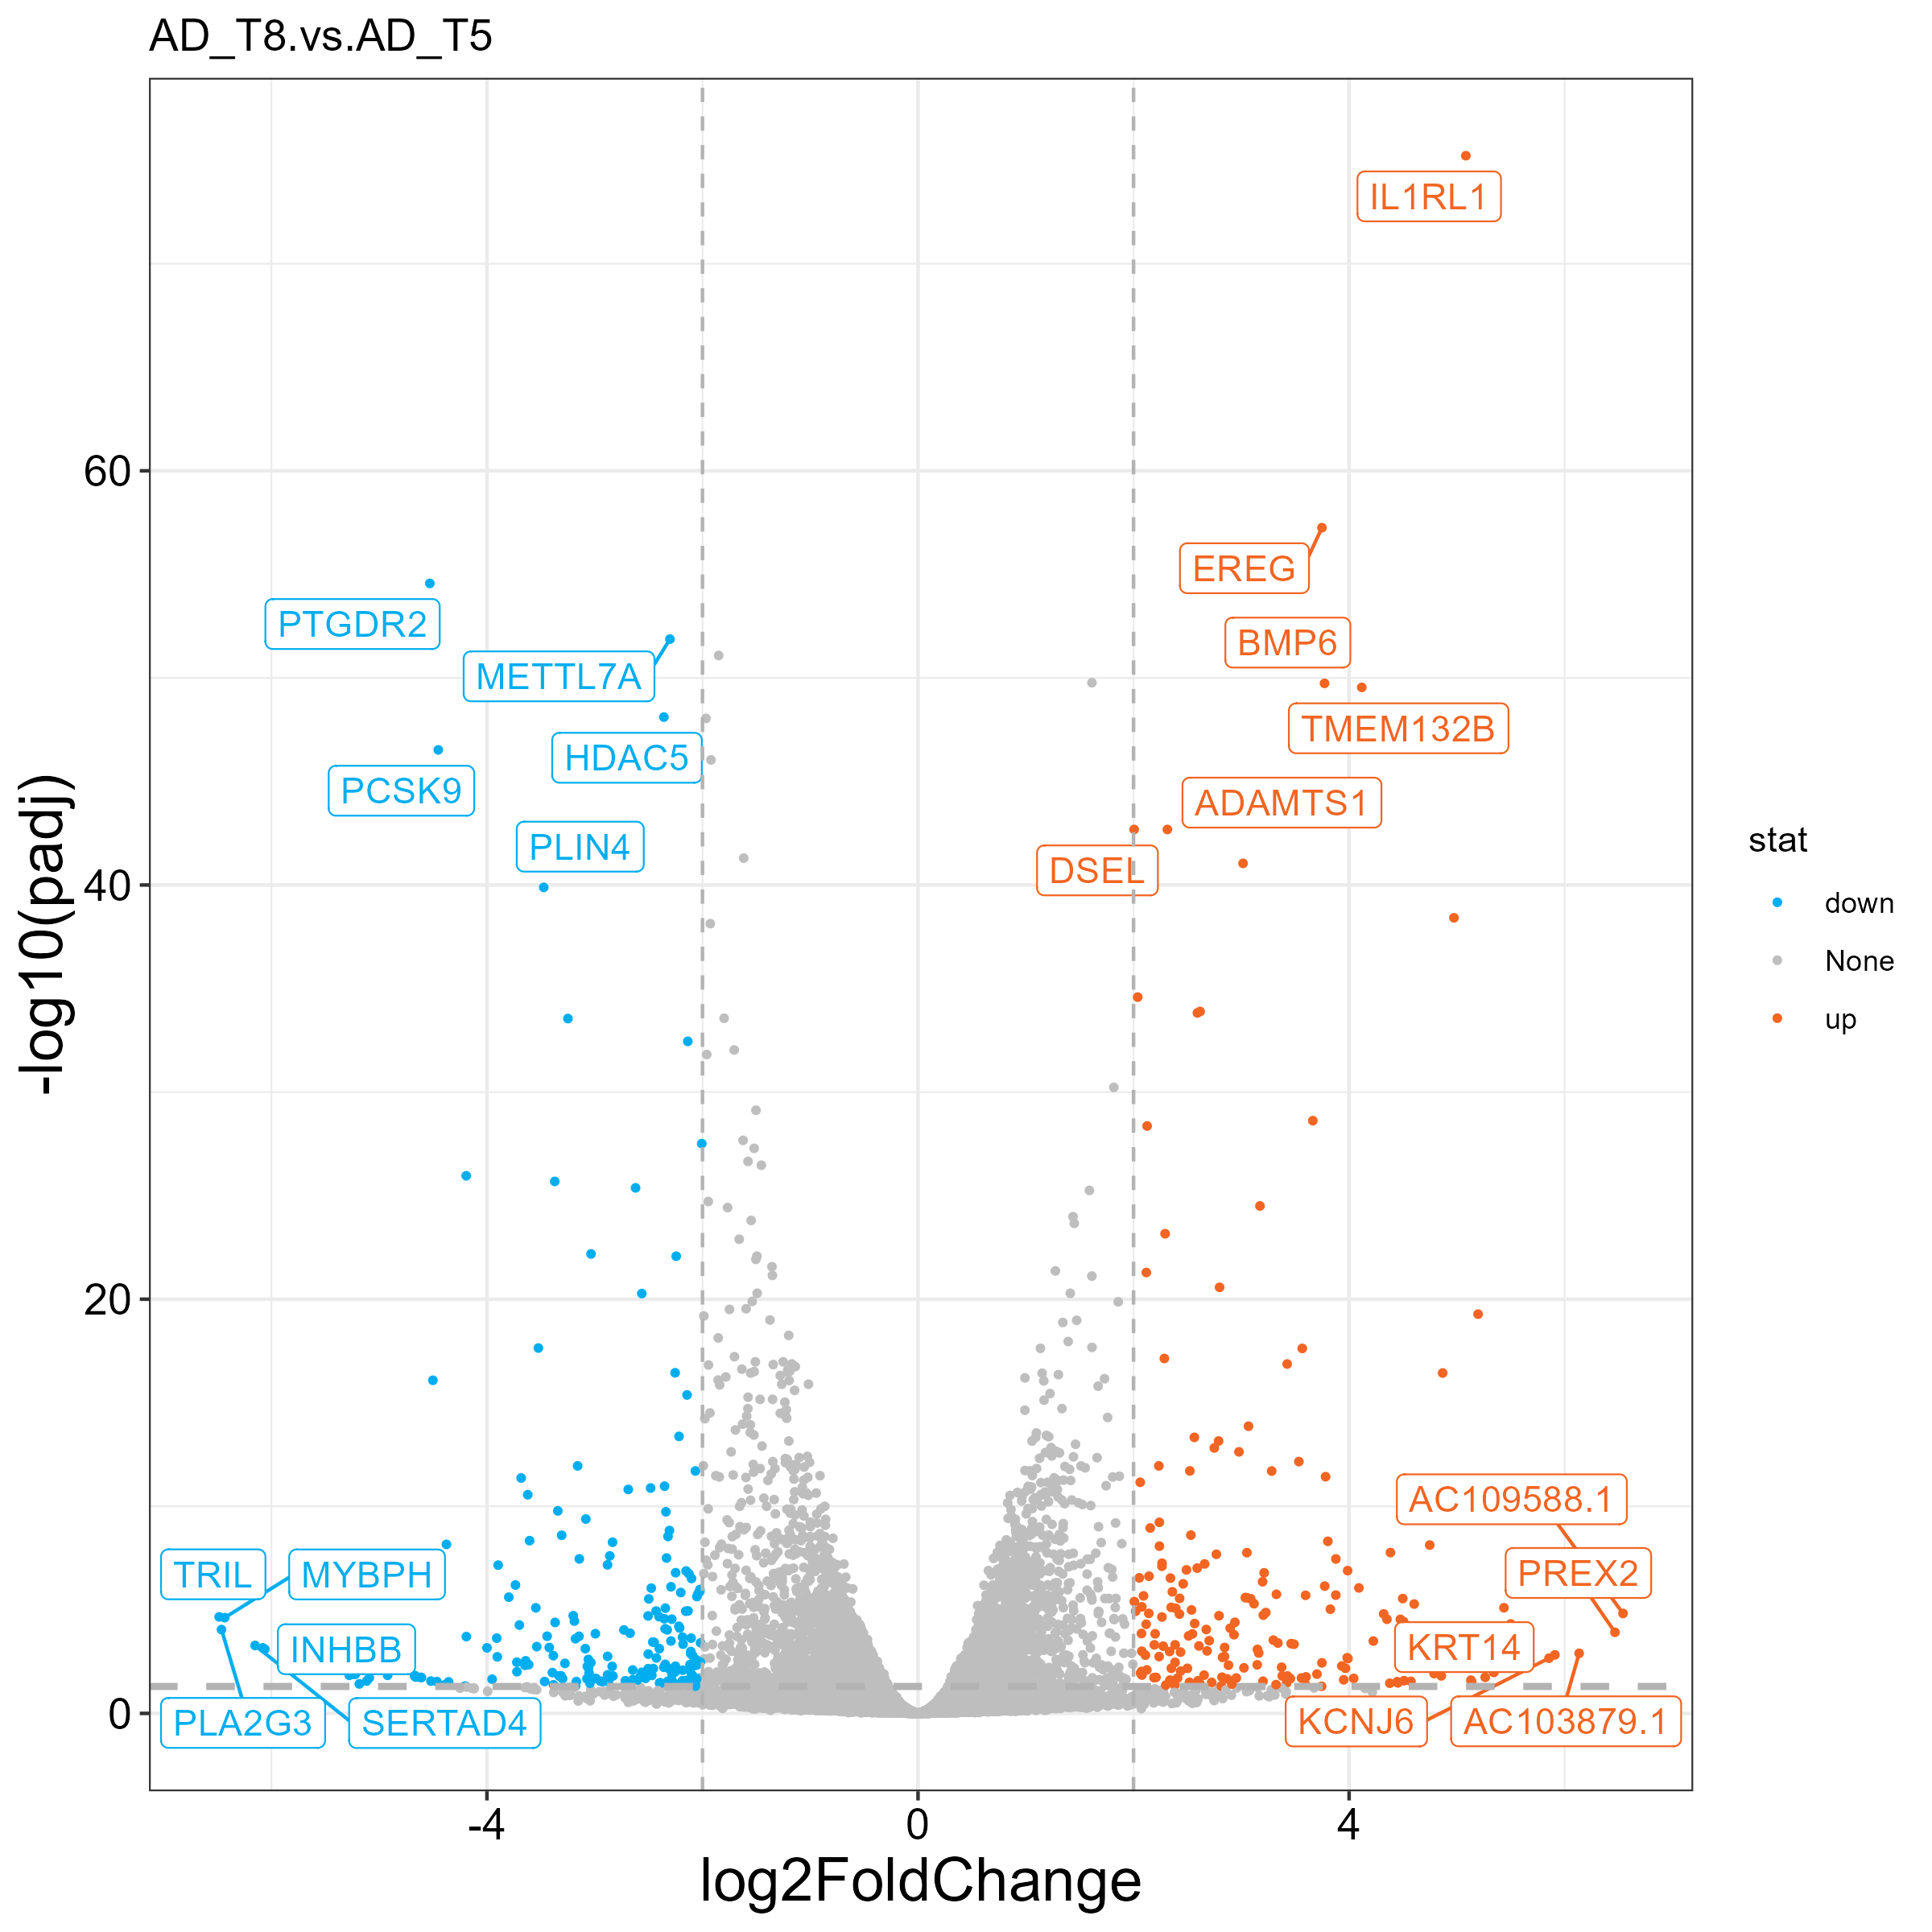 AD_T8.vs.AD_T5
IL1RL1
60
EREG
PTGDR2
BMP6
METTL7A
TMEM132B
HDAC5
PCSK9
ADAMTS1
PLIN4
DSEL
40
-log10(padj)
stat
down
None
up
20
AC109588.1
TRIL
MYBPH
PREX2
INHBB
KRT14
0
PLA2G3
SERTAD4
KCNJ6
AC103879.1
-4
0
4
log2FoldChange